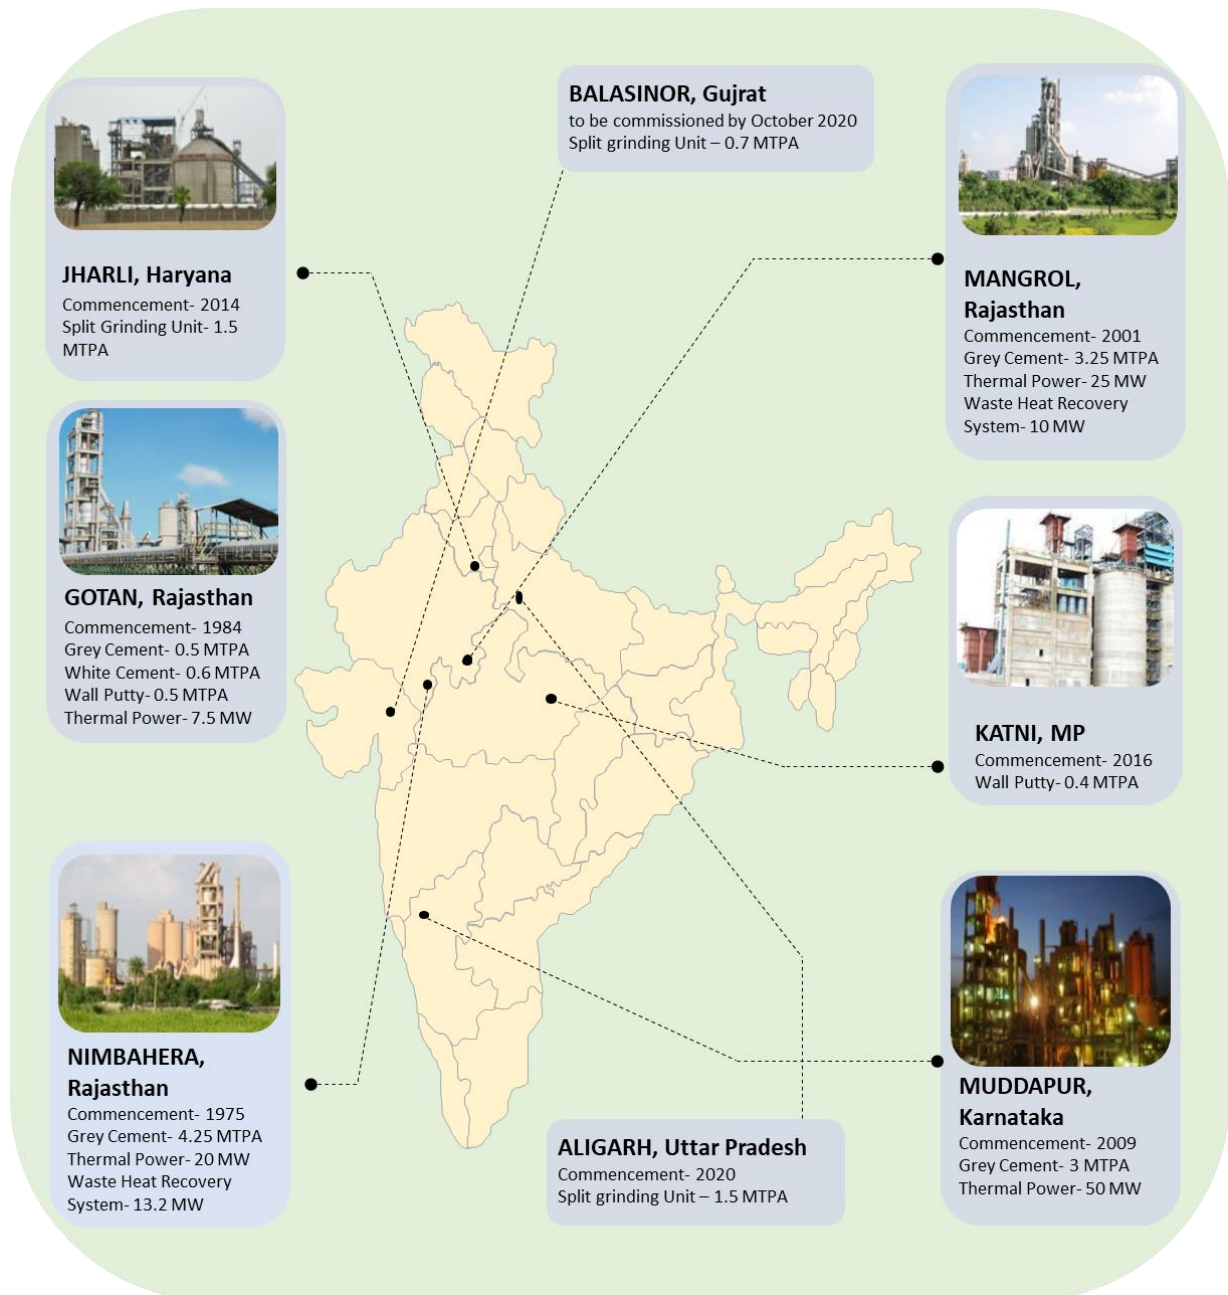 BALASINOR, Gujrat
to be commissioned by October 2020
Split grinding Unit – 0.7 MTPA
JHARLI, Haryana
Commencement- 2014
Split Grinding Unit- 1.5
MTPA
MANGROL,
Rajasthan
Commencement- 2001
Grey Cement- 3.25 MTPA
Thermal Power- 25 MW
Waste Heat Recovery
System- 10 MW
GOTAN, Rajasthan
Commencement- 1984
Grey Cement- 0.5 MTPA
White Cement- 0.6 MTPA
Wall Putty- 0.5 MTPA
Thermal Power- 7.5 MW
KATNI, MP
Commencement- 2016
Wall Putty- 0.4 MTPA
NIMBAHERA,
Rajasthan
Commencement- 1975
Grey Cement- 4.25 MTPA
Thermal Power- 20 MW
Waste Heat Recovery
System- 13.2 MW
ALIGARH, Uttar Pradesh
Commencement- 2020
Split grinding Unit – 1.5 MTPA
MUDDAPUR,
Karnataka
Commencement- 2009
Grey Cement- 3 MTPA
Thermal Power- 50 MW